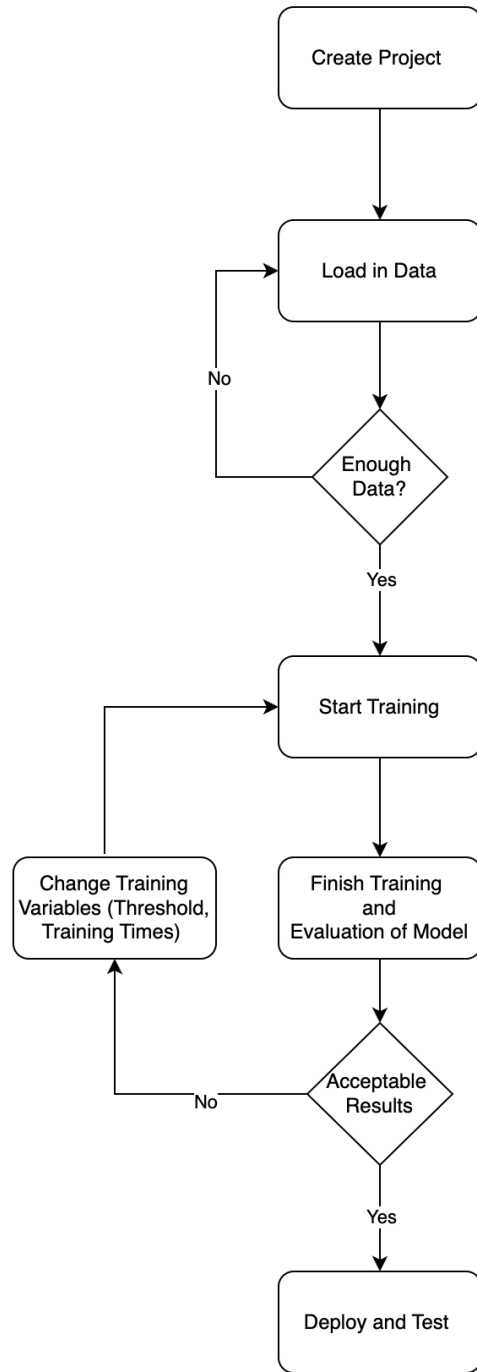 Create Project
Load in Data
No
Enough
Data?
Yes
Start Training
Change Training
Variables (Threshold,
Training Times)
Finish Training
and
Evaluation of Model
Acceptable
Results
No
Yes
Deploy and Test